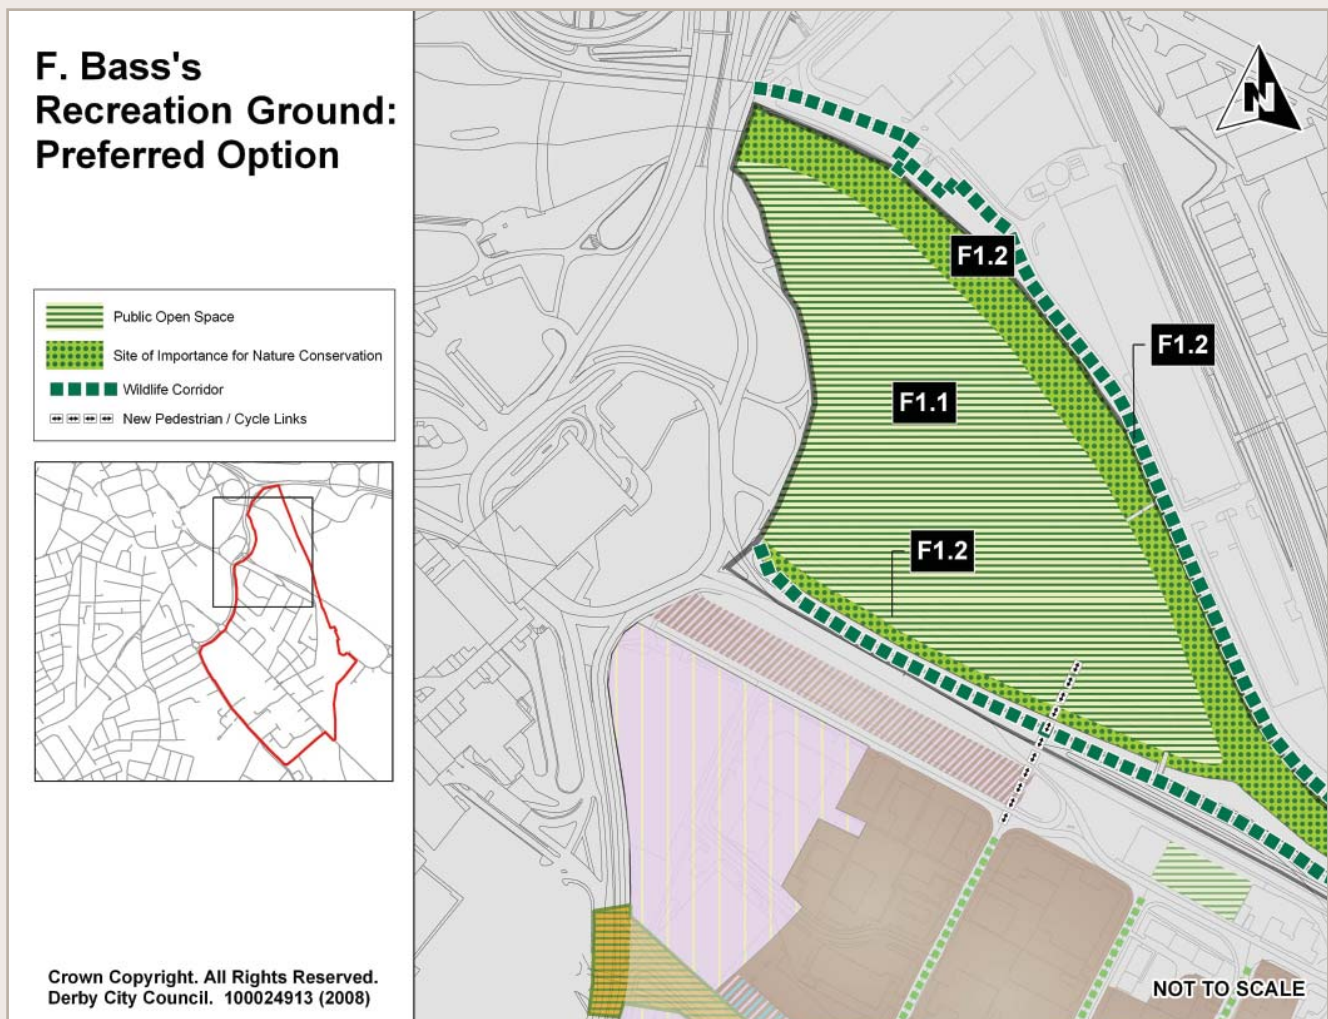 F. Bass's
Recreation Ground:
Preferred Option
Public Open Space
Site of Importance for Nature Conservation
Wildlife Corridor
New Pedestrian / Cycle Links
Crown Copyright. All Rights Reserved.
Derby City Council. 100024913 (2008)
N
F1.2
F1.2
F1.1
F1.2
NOT TO SCALE